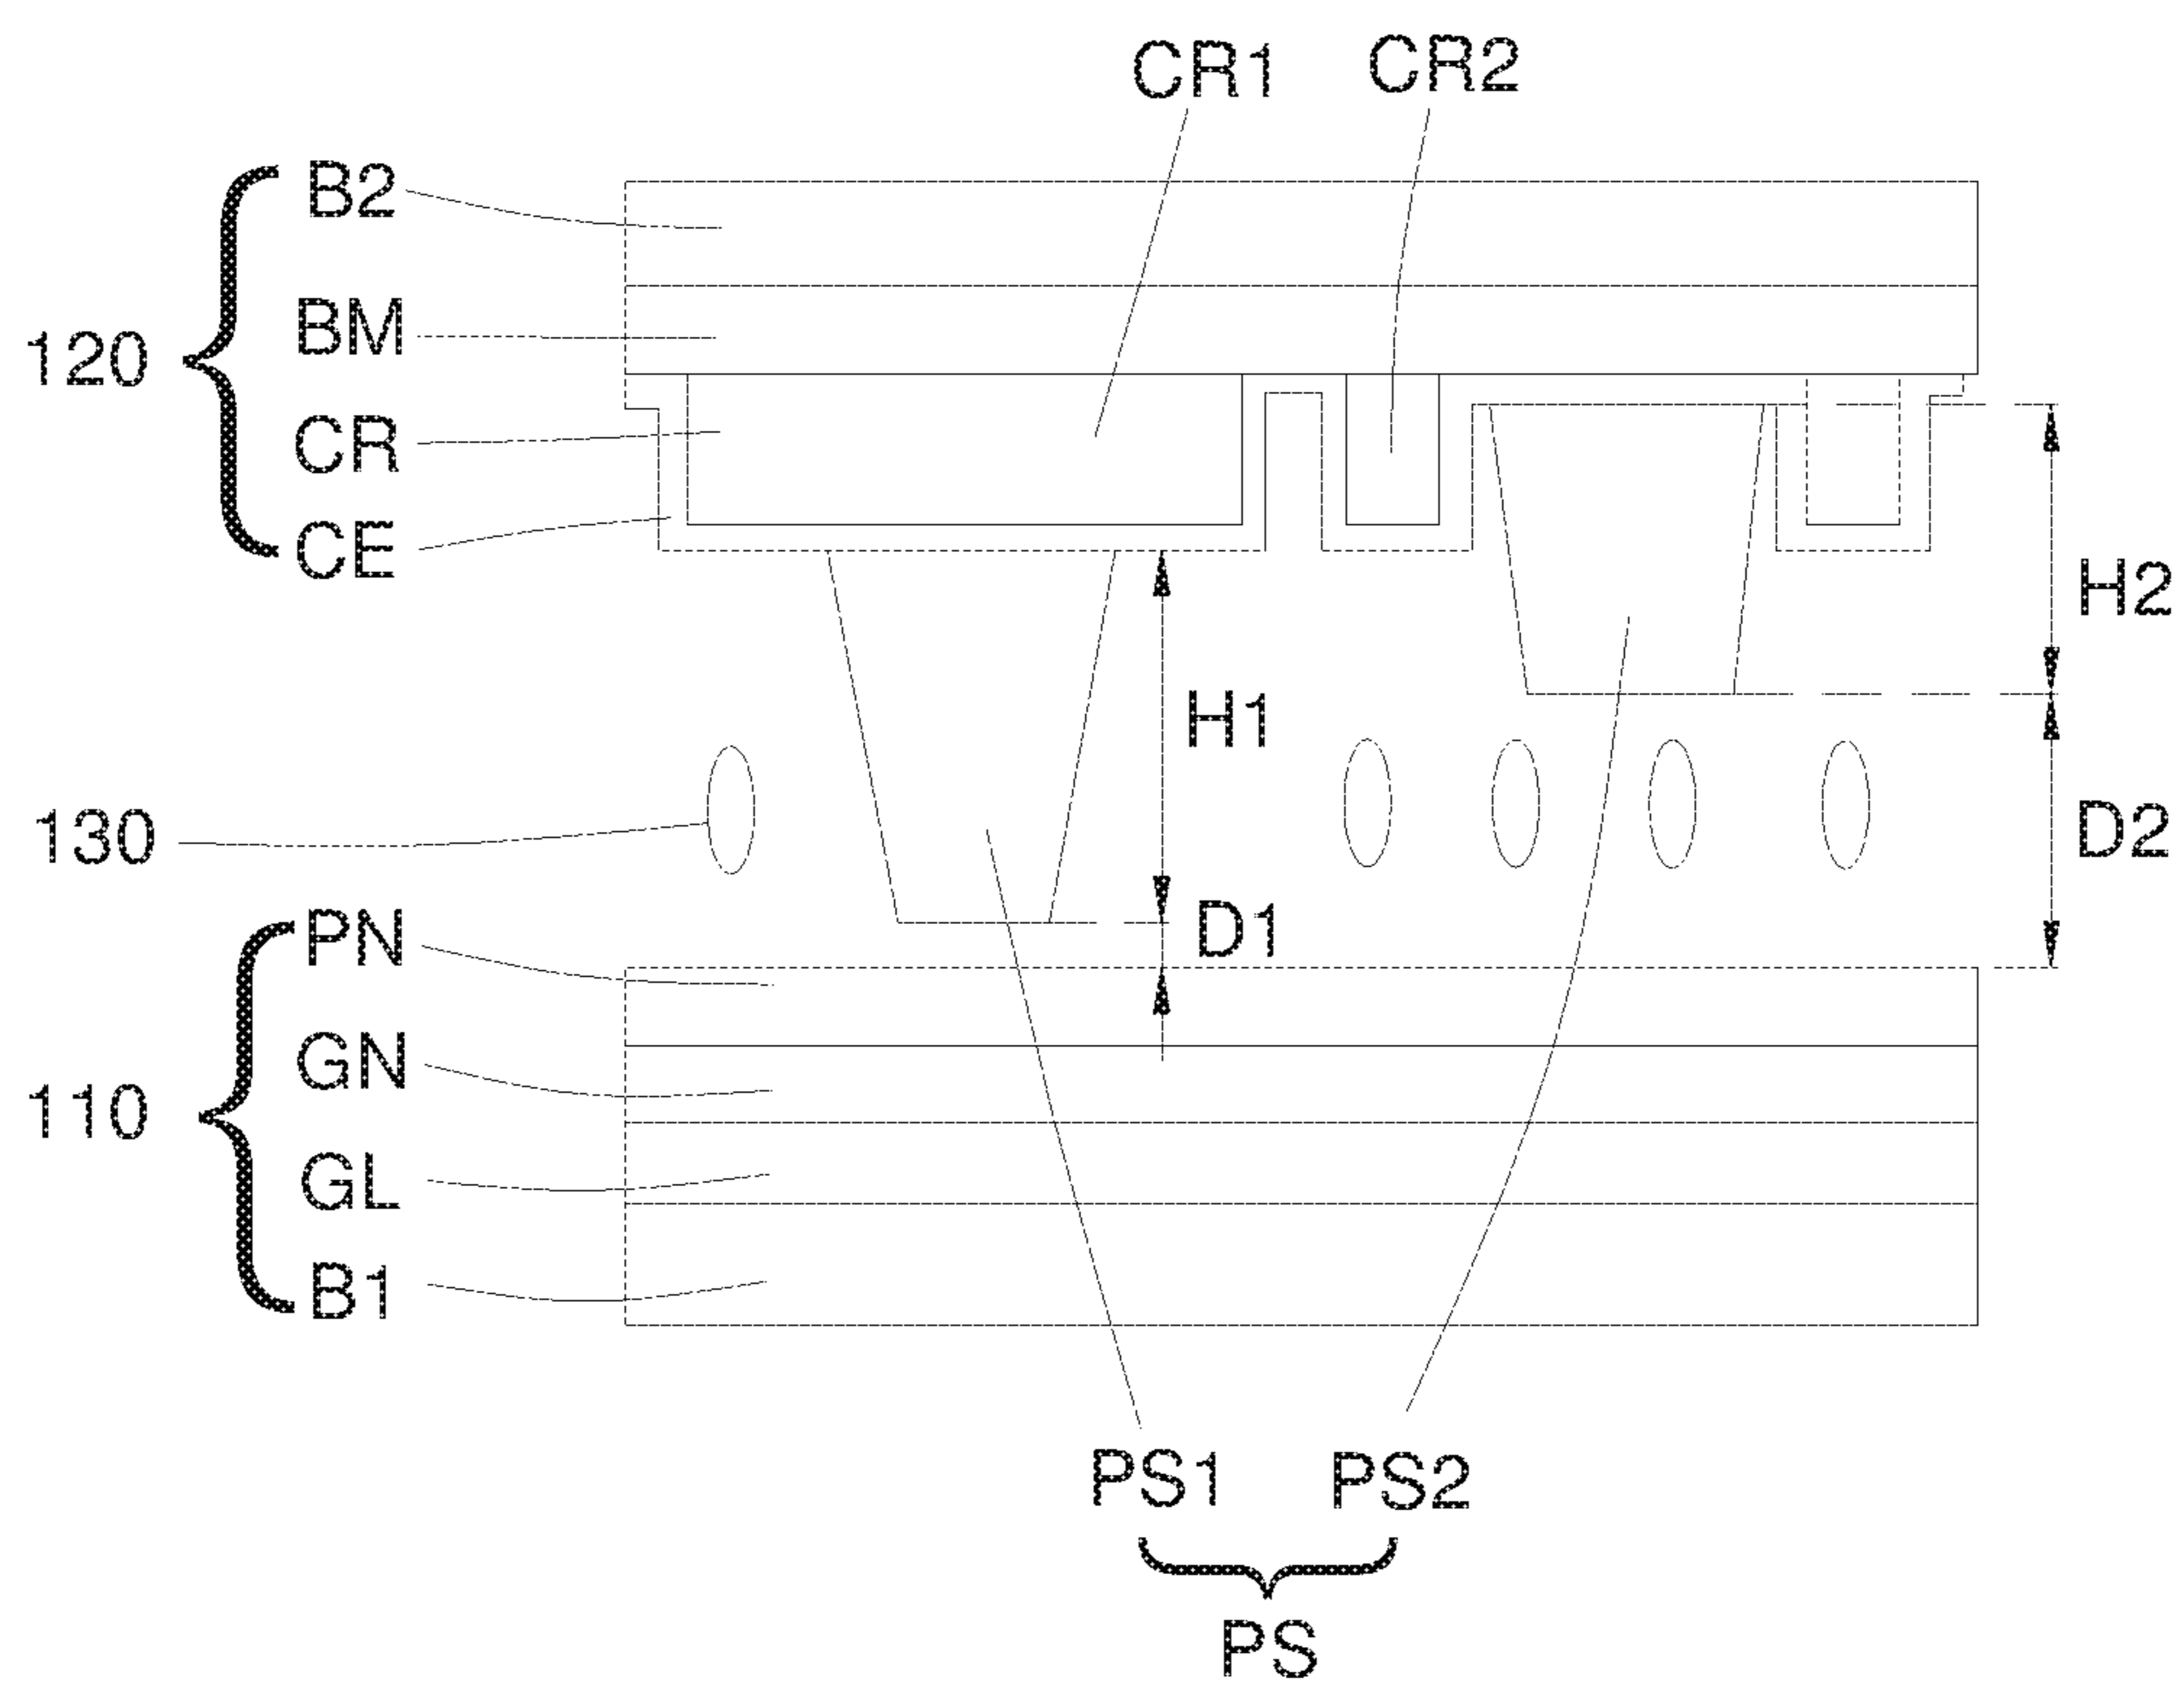 CR1 CR2
B2
BM
120
CR
CE
H2
H1
130
D2
PN
D1
GN
110
GL
B1
PS1 PS2
PS